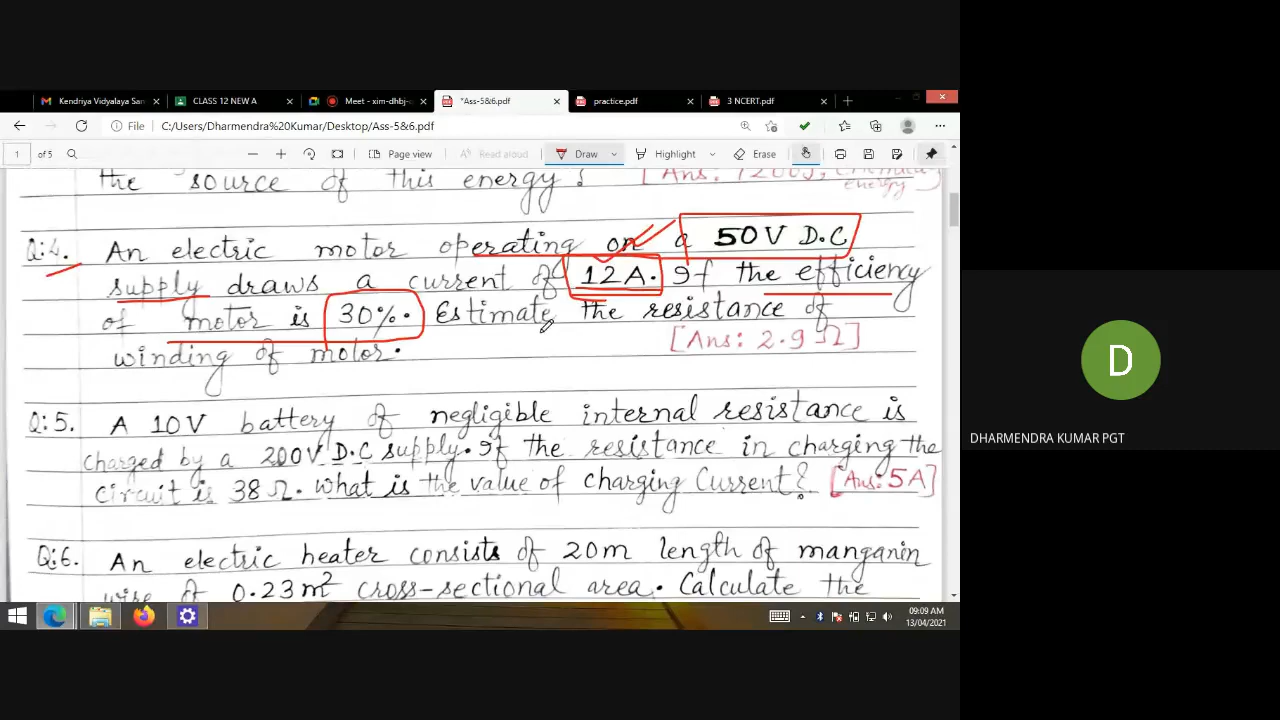 Kendriya Vidyalaya San
CLASS 12 NEW A
Meet - xim-dhbj-
*Ass-5&6.pdf
practice.pdf
3 NCERT.pdf
File
C:/Users/Dharmendra%20Kumar/Desktop/Ass-5&6.pdf
1 of 5
Page view
Read aloud
Draw
Highlight
Erase
the source of this energy? [Ans: 1200J, Chemical energy]
Q:4. An electric motor operating on a 50V D.C
supply draws a current of 12A. If the efficiency
of motor is 30%. Estimate the resistance of
winding of motor. [Ans: 2.9 Ω]
Q:5. A 10V battery of negligible internal resistance is
charged by a 200V D.C supply. If the resistance in charging the
circuit is 38 Ω. What is the value of charging Current? [Ans: 5A]
Q:6. An electric heater consists of 20m length of manganin
wire of 0.23m² cross-sectional area. Calculate the
09:09 AM
13/04/2021
D
DHARMENDRA KUMAR PGT